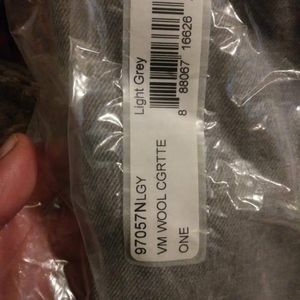 97057NLGY
VM WOOL CGRTTE
ONE
Light Grey
8 88067 16626